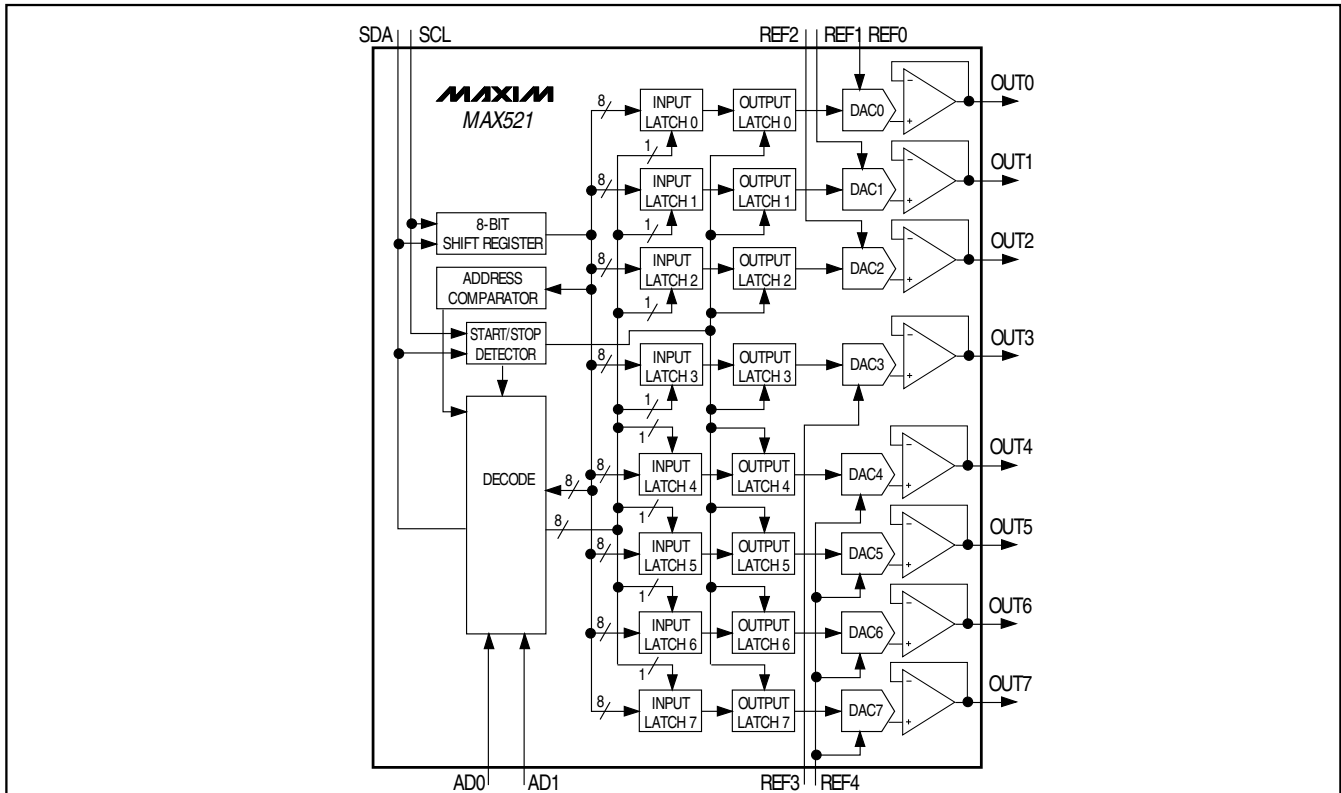 SDA SCL REF2 REF1 REF0
MAXIM
MAX521
8 INPUT LATCH 0 OUTPUT LATCH 0 DAC0 - + OUT0
1
8 INPUT LATCH 1 OUTPUT LATCH 1 DAC1 - + OUT1
1
8-BIT
SHIFT REGISTER
8 INPUT LATCH 2 OUTPUT LATCH 2 DAC2 - + OUT2
1
ADDRESS
COMPARATOR
START/STOP
DETECTOR
8 INPUT LATCH 3 OUTPUT LATCH 3 DAC3 - + OUT3
1
1
DECODE
8
8 INPUT LATCH 4 OUTPUT LATCH 4 DAC4 - + OUT4
8
1
8 INPUT LATCH 5 OUTPUT LATCH 5 DAC5 - + OUT5
1
8 INPUT LATCH 6 OUTPUT LATCH 6 DAC6 - + OUT6
1
8 INPUT LATCH 7 OUTPUT LATCH 7 DAC7 - + OUT7
AD0 AD1 REF3 REF4